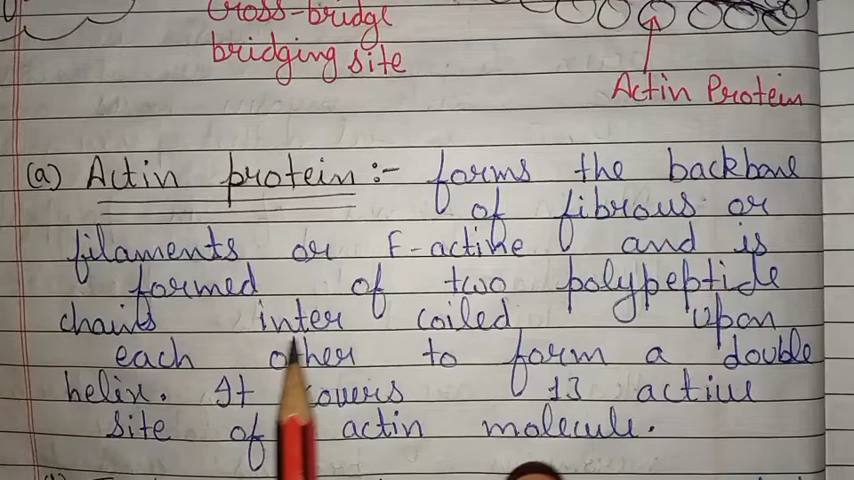 Cross-bridge
bridging site
Actin Protein
(a) Actin protein :- forms the backbone
of fibrous or
filaments or F-active and is
formed of two polypeptide
chains inter coiled upon
each other to form a double
helix. It covers 13 active
site of actin molecule.